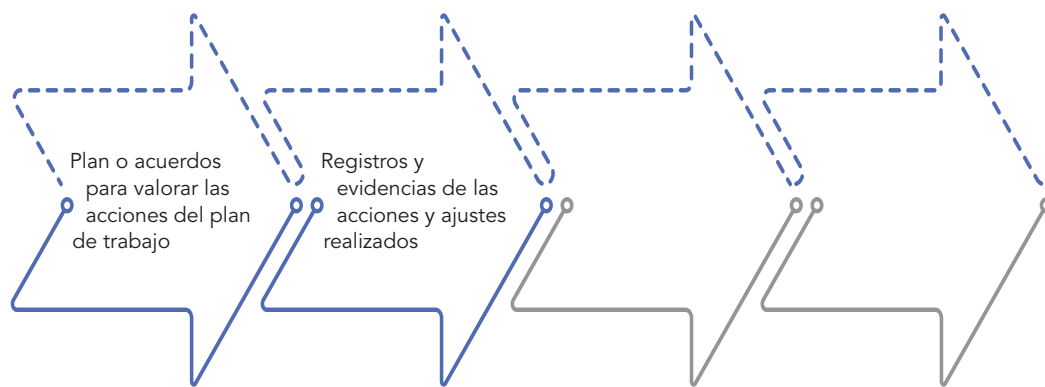 Plan o acuerdos
para valorar las
acciones del plan
de trabajo
Registros y
evidencias de las
acciones y ajustes
realizados